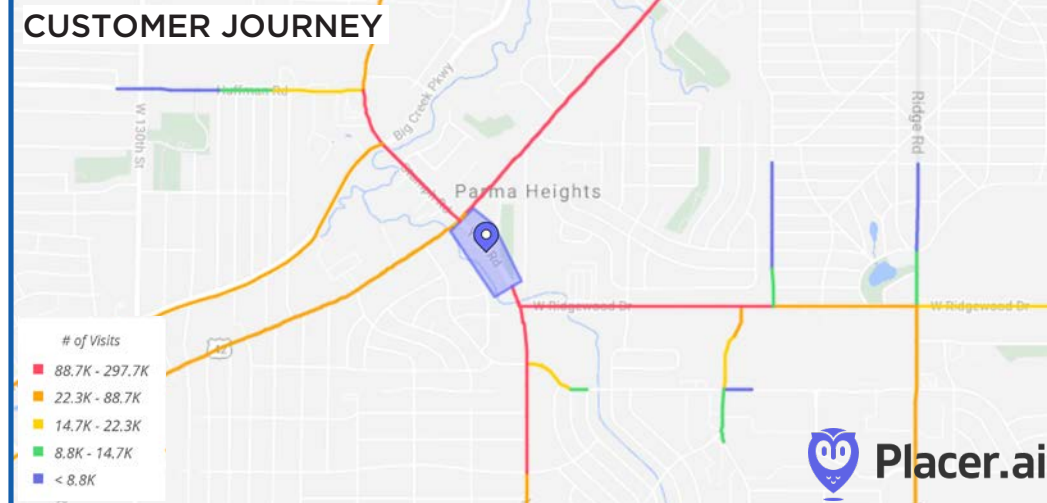 CUSTOMER JOURNEY
Huffman Rd
W 130th St
Big Creek Pkwy
Parma Heights
Ridge Rd
Rd
W Ridgewood Dr
W Ridgewood Dr
42
# of Visits
88.7K - 297.7K
22.3K - 88.7K
14.7K - 22.3K
8.8K - 14.7K
< 8.8K
Placer.ai